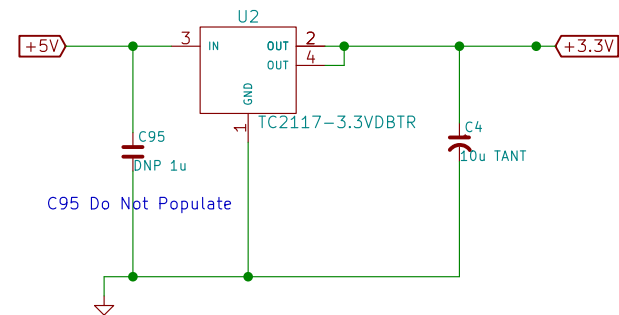 U2
+5V
3
IN
OUT
2
+3.3V
OUT
4
GND
1
TC2117-3.3VDBTR
C95
DNP 1u
C4
10u TANT
C95 Do Not Populate